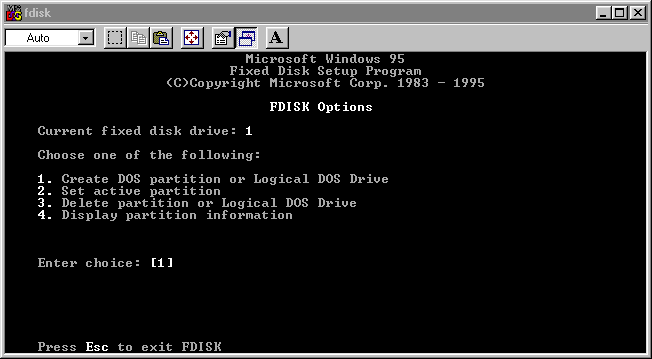 fdisk
Auto
A
Microsoft Windows 95
Fixed Disk Setup Program
(C)Copyright Microsoft Corp. 1983 - 1995
FDISK Options
Current fixed disk drive: 1
Choose one of the following:
1. Create DOS partition or Logical DOS Drive
2. Set active partition
3. Delete partition or Logical DOS Drive
4. Display partition information
Enter choice: [1]
Press Esc to exit FDISK